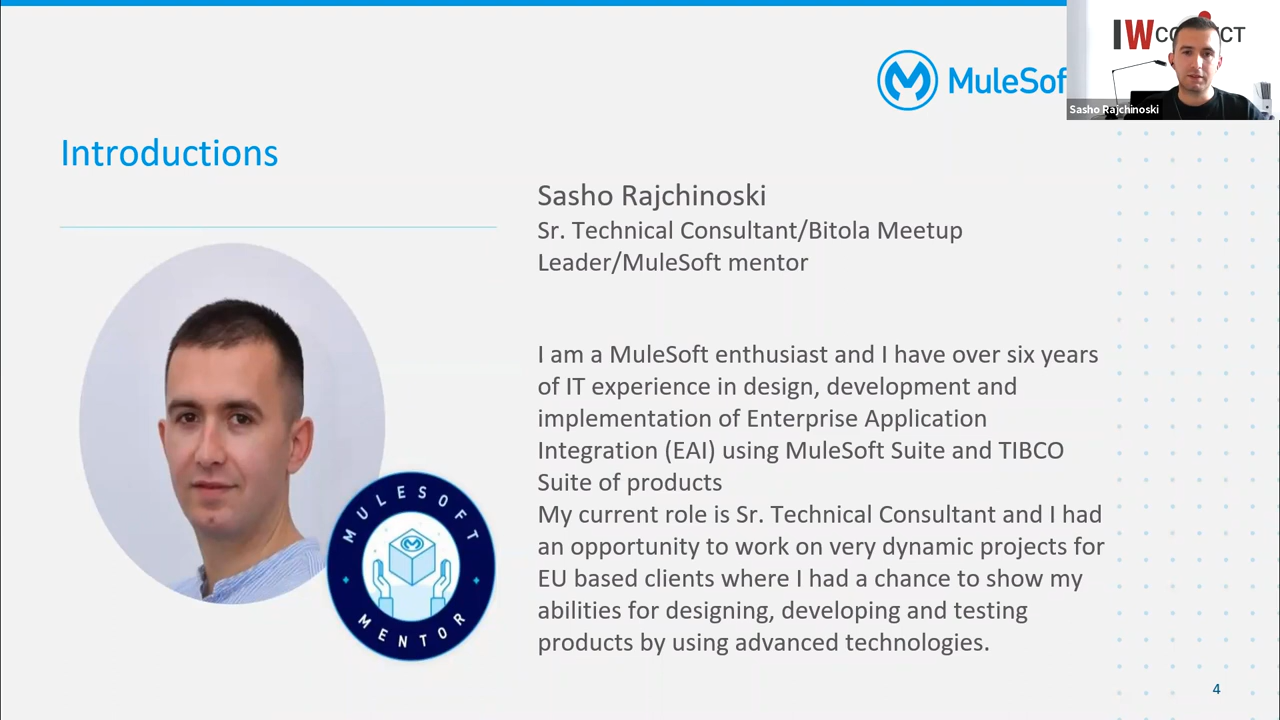 IWCONNECT
MuleSof
Sasho Rajchinoski
Introductions
Sasho Rajchinoski
Sr. Technical Consultant/Bitola Meetup
Leader/MuleSoft mentor
I am a MuleSoft enthusiast and I have over six years
of IT experience in design, development and
implementation of Enterprise Application
Integration (EAI) using MuleSoft Suite and TIBCO
Suite of products
My current role is Sr. Technical Consultant and I had
an opportunity to work on very dynamic projects for
EU based clients where I had a chance to show my
abilities for designing, developing and testing
products by using advanced technologies.
MULESOFT
MENTOR
4